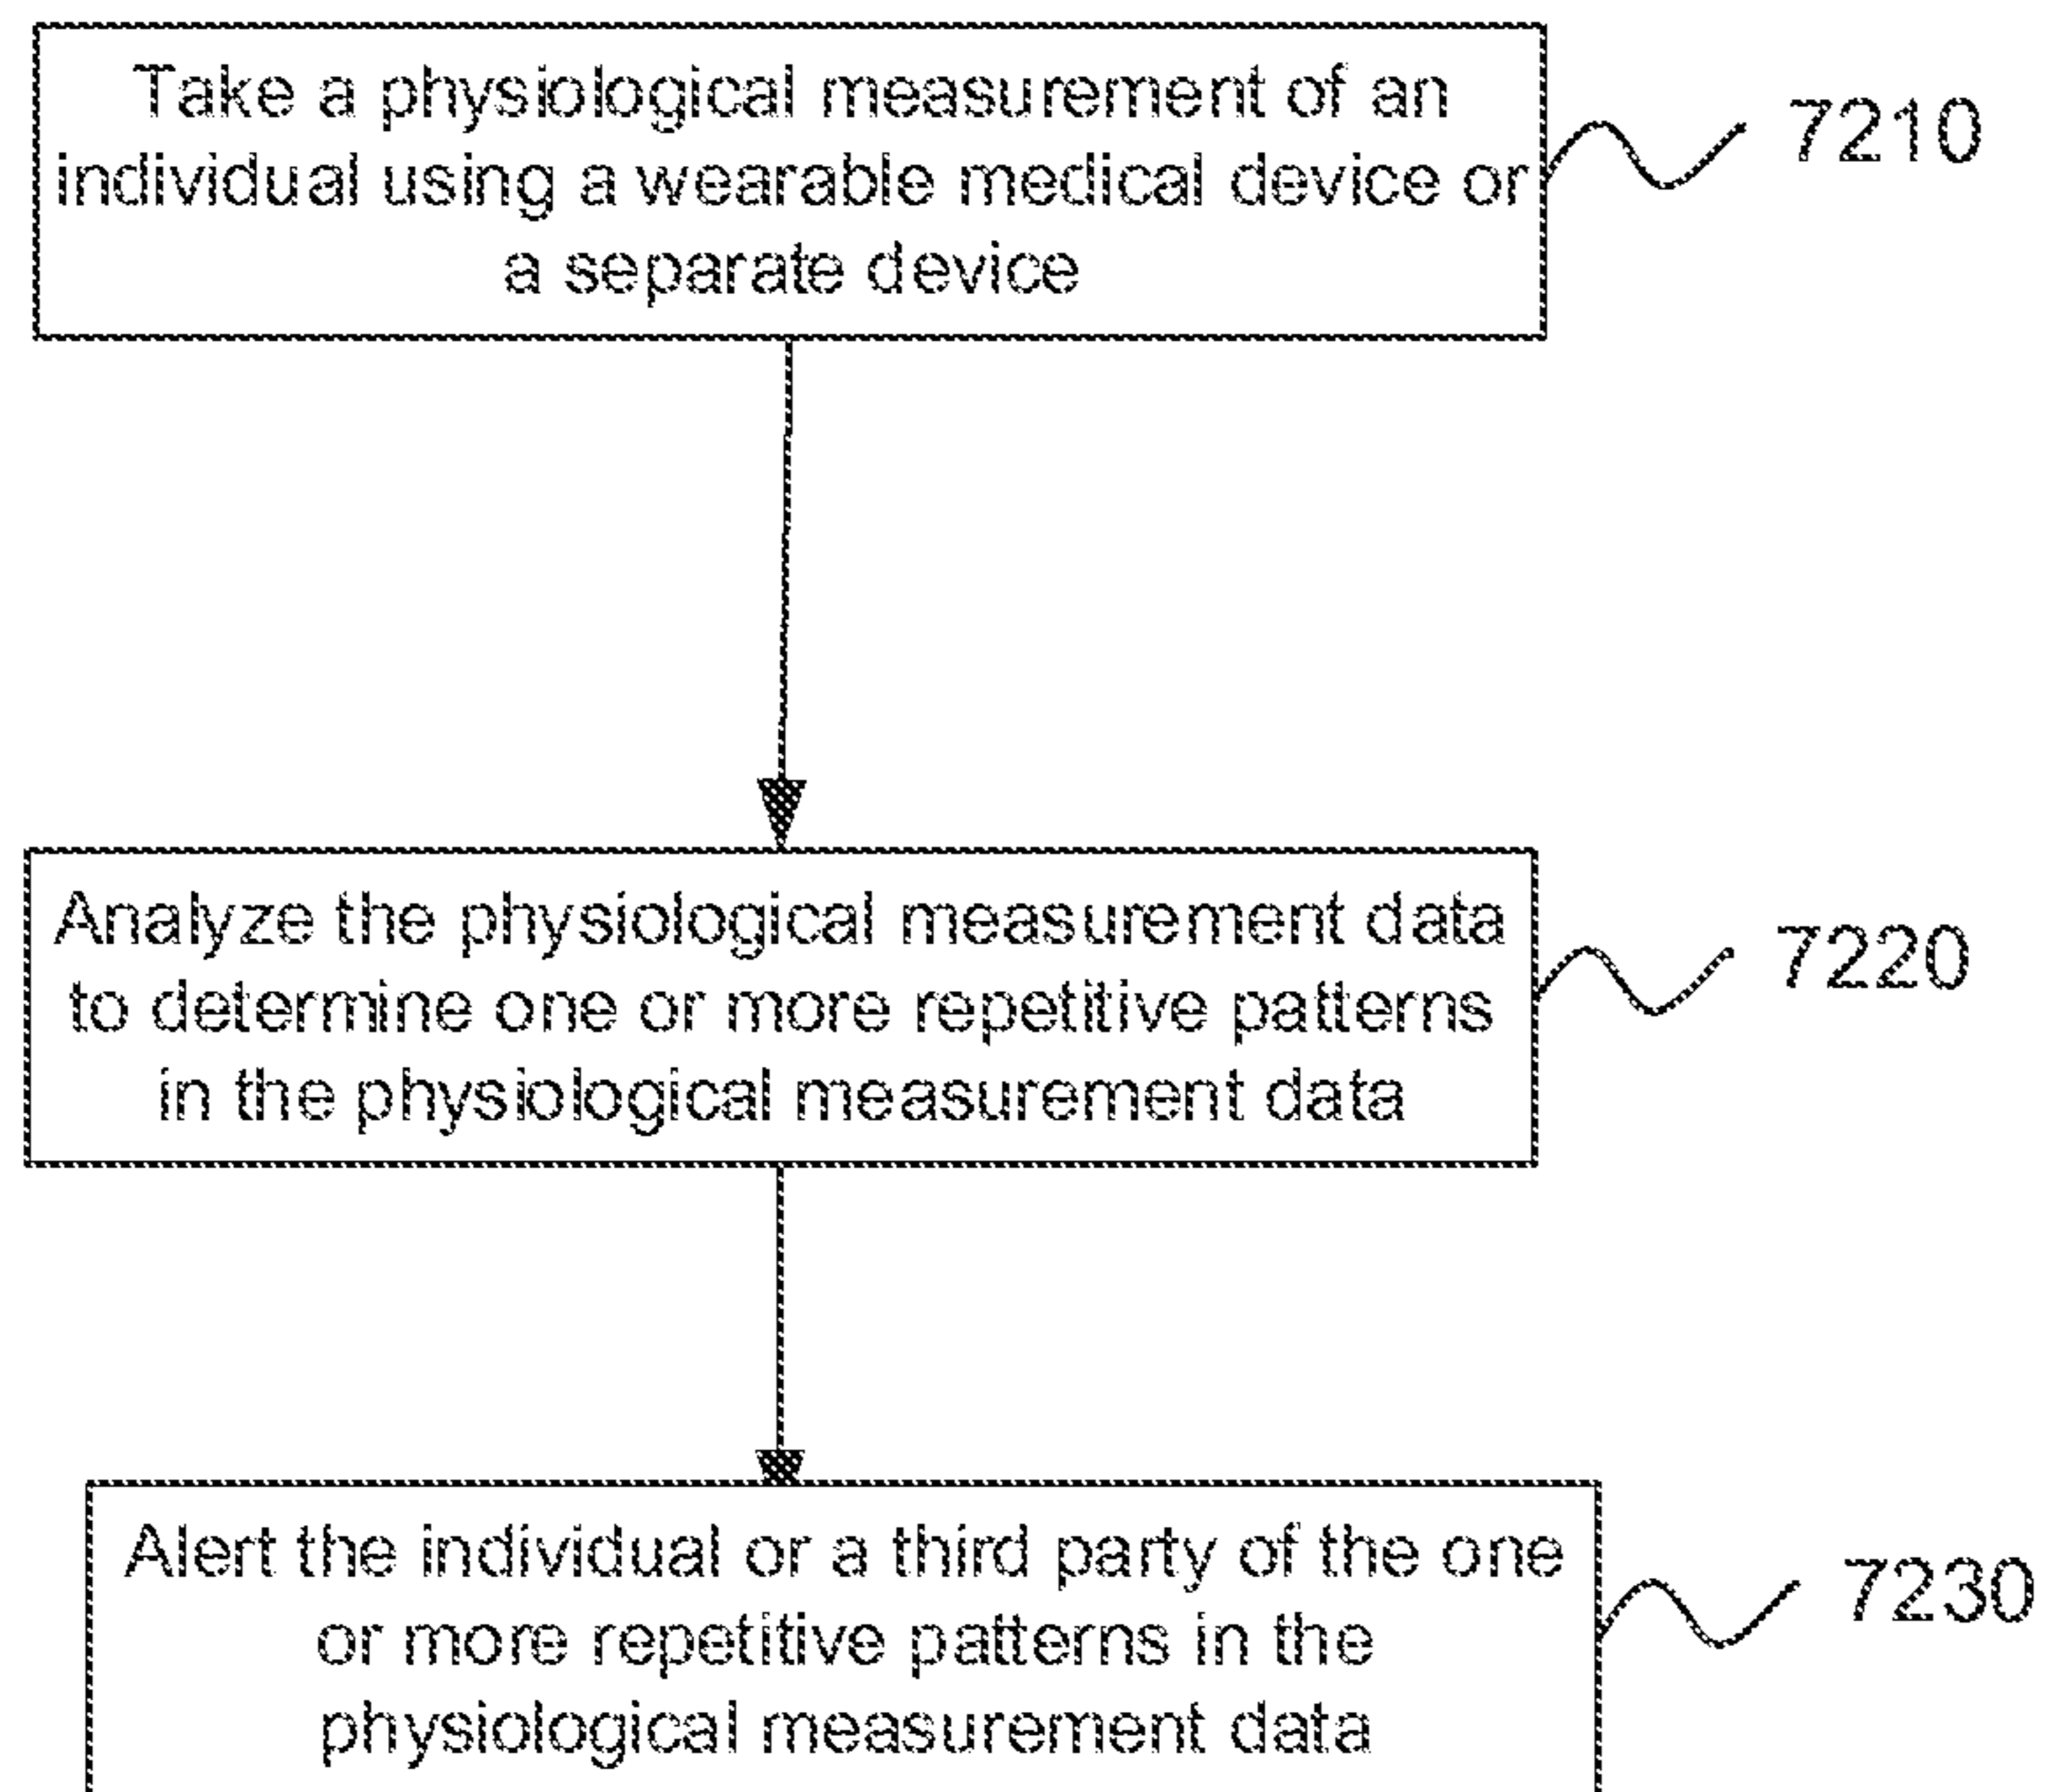 Take a physiological measurement of an
individual using a wearable medical device or
a separate device
7210
Analyze the physiological measurement data
to determine one or more repetitive patterns
in the physiological measurement data
7220
Alert the individual or a third party of the one
or more repetitive patterns in the
physiological measurement data
7230